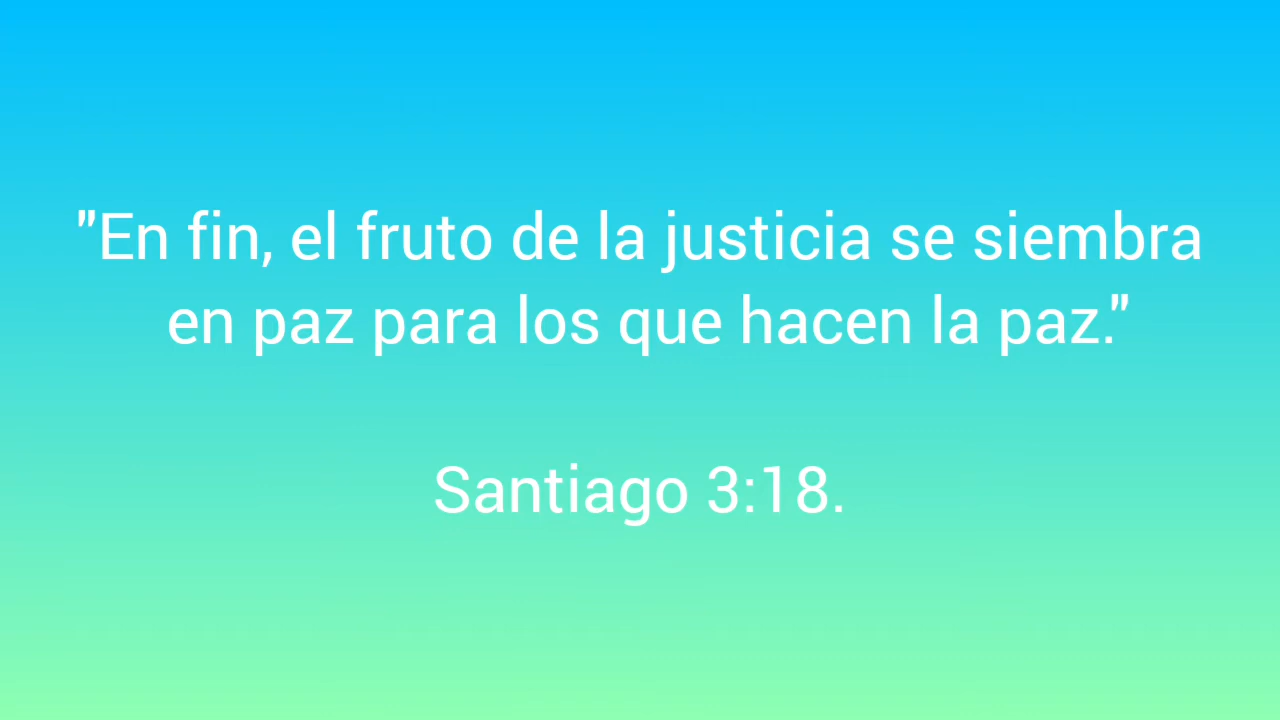 "En fin, el fruto de la justicia se siembra
en paz para los que hacen la paz."
Santiago 3:18.